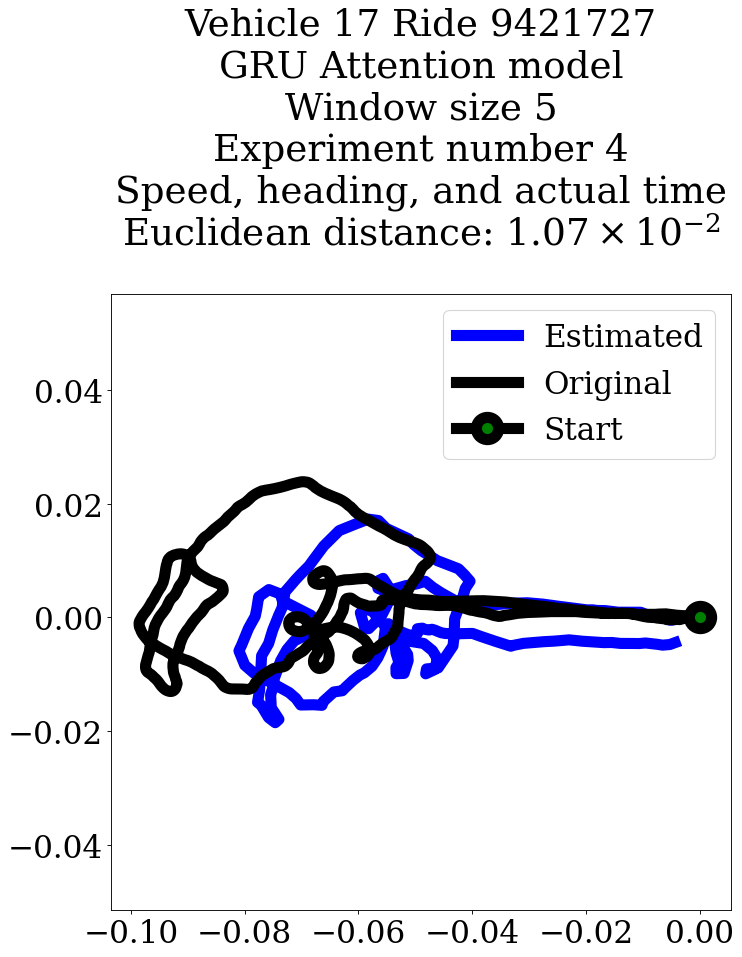 Vehicle 17 Ride 9421727
GRU Attention model
Window size 5
Experiment number 4
Speed, heading, and actual time
Euclidean distance: 1.07 × 10⁻²
Estimated
Original
Start
0.04
0.02
0.00
−0.02
−0.04
−0.10 −0.08 −0.06 −0.04 −0.02 0.00